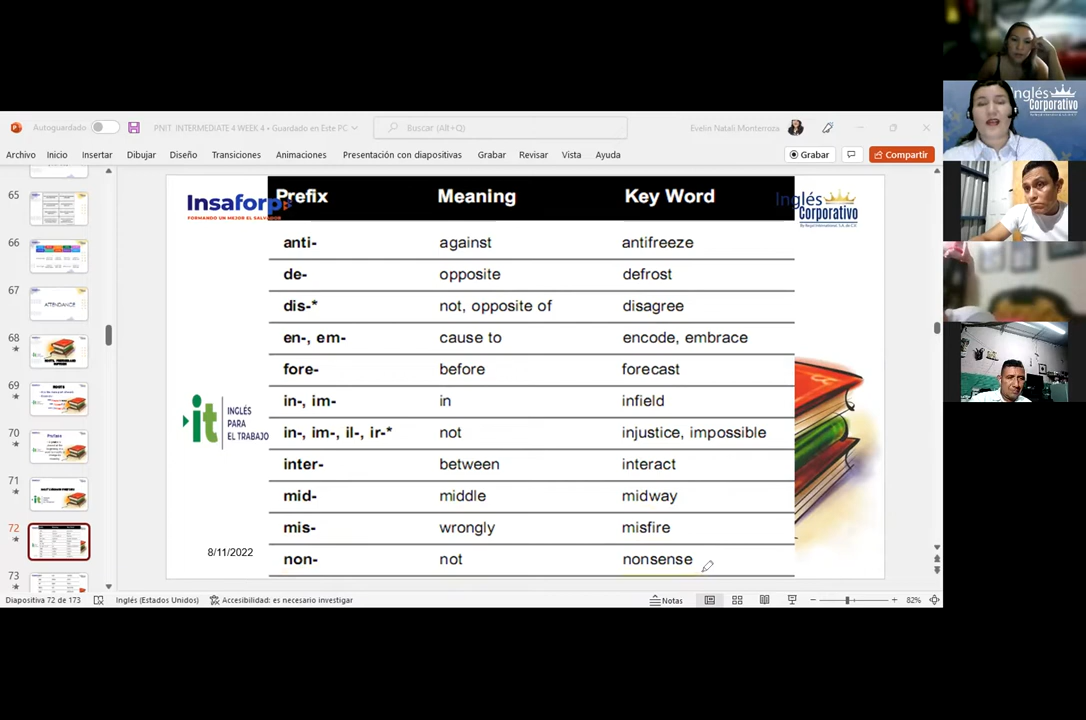 Autoguardado
PNIT. INTERMEDIATE 4 WEEK 4 • Guardado en Este PC
Buscar (Alt+Q)
Evelin Natali Monterroza
Archivo Inicio Insertar Dibujar Diseño Transiciones Animaciones Presentación con diapositivas Grabar Revisar Vista Ayuda
Grabar
Compartir
65
66
67
ATTENDANCE
68
69
70
71
72
73
Insaforp
FORMANDO UN MEJOR EL SALVADOR
Inglés
Corporativo
it INGLÉS
PARA
EL TRABAJO
8/11/2022
Prefix Meaning Key Word
anti- against antifreeze
de- opposite defrost
dis-* not, opposite of disagree
en-, em- cause to encode, embrace
fore- before forecast
in-, im- in infield
in-, im-, il-, ir-* not injustice, impossible
inter- between interact
mid- middle midway
mis- wrongly misfire
non- not nonsense
Diapositiva 72 de 173 Inglés (Estados Unidos) Accesibilidad: es necesario investigar Notas 82%
Inglés
Corporativo